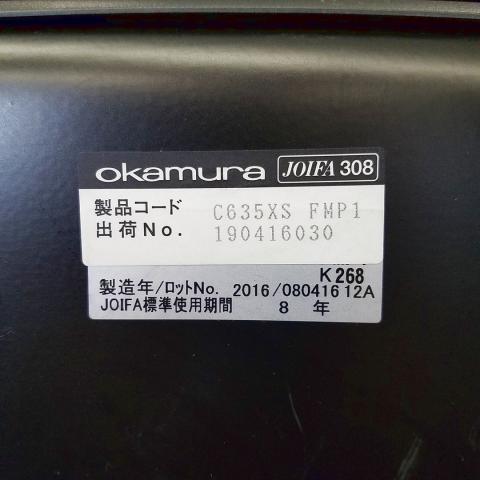 okamura JOIFA 308
製品コード C635XS FMP1
出荷No. 190416030
K268
製造年/ロットNo. 2016/080416 12A
JOIFA標準使用期間 8 年